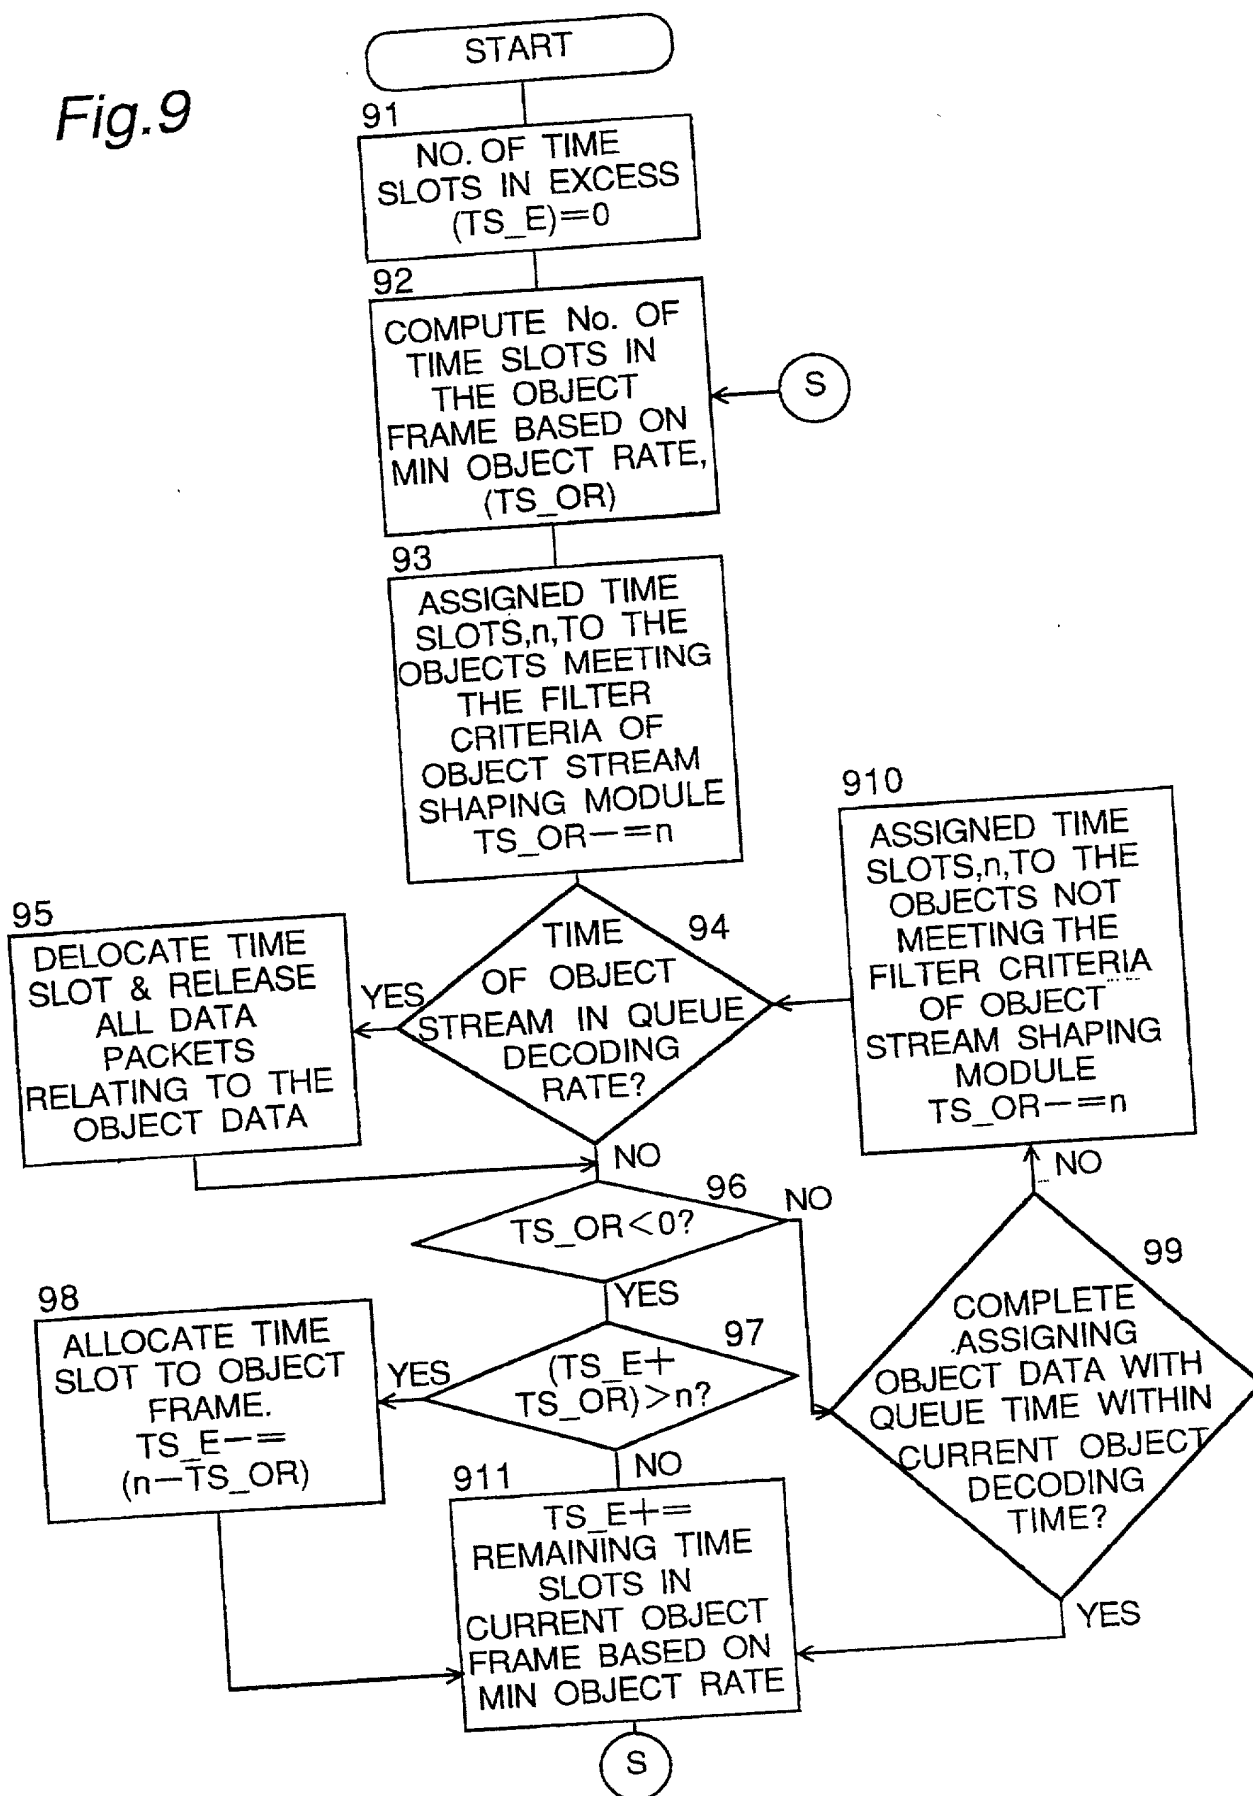 START
Fig.9
91
NO. OF TIME
SLOTS IN EXCESS
(TS_E)=0
92
COMPUTE No. OF
TIME SLOTS IN
THE OBJECT
FRAME BASED ON
MIN OBJECT RATE,
(TS_OR)
S
93
ASSIGNED TIME
SLOTS,n,TO THE
OBJECTS MEETING
THE FILTER
CRITERIA OF
OBJECT STREAM
SHAPING MODULE
TS_OR-=n
94
TIME
OF OBJECT
STREAM IN QUEUE
DECODING
RATE?
YES
NO
95
DELOCATE TIME
SLOT & RELEASE
ALL DATA
PACKETS
RELATING TO THE
OBJECT DATA
910
ASSIGNED TIME
SLOTS,n,TO THE
OBJECTS NOT
MEETING THE
FILTER CRITERIA
OF OBJECT
STREAM SHAPING
MODULE
TS_OR-=n
NO
96
TS_OR<0?
NO
YES
97
(TS_E+
TS_OR)>n?
YES
NO
98
ALLOCATE TIME
SLOT TO OBJECT
FRAME.
TS_E-=
(n-TS_OR)
99
COMPLETE
ASSIGNING
OBJECT DATA WITH
QUEUE TIME WITHIN
CURRENT OBJECT
DECODING
TIME?
YES
911
TS_E+=
REMAINING TIME
SLOTS IN
CURRENT OBJECT
FRAME BASED ON
MIN OBJECT RATE
S